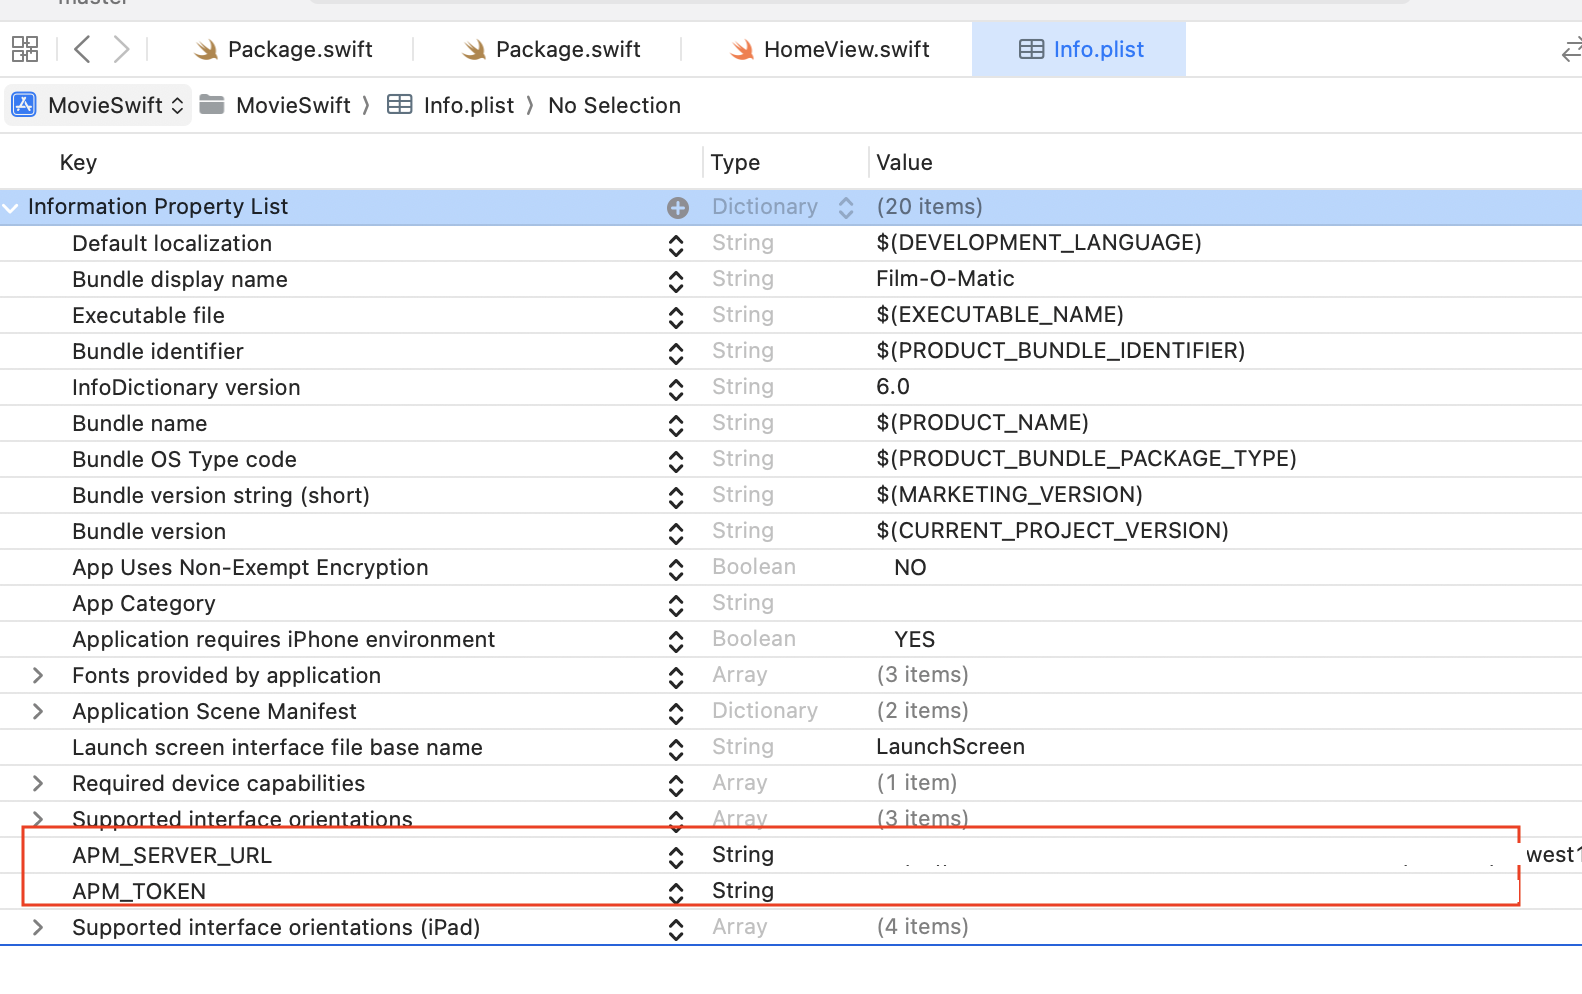 master
Package.swift Package.swift HomeView.swift Info.plist
MovieSwift MovieSwift Info.plist No Selection
Key Type Value
Information Property List Dictionary (20 items)
Default localization String $(DEVELOPMENT_LANGUAGE)
Bundle display name String Film-O-Matic
Executable file String $(EXECUTABLE_NAME)
Bundle identifier String $(PRODUCT_BUNDLE_IDENTIFIER)
InfoDictionary version String 6.0
Bundle name String $(PRODUCT_NAME)
Bundle OS Type code String $(PRODUCT_BUNDLE_PACKAGE_TYPE)
Bundle version string (short) String $(MARKETING_VERSION)
Bundle version String $(CURRENT_PROJECT_VERSION)
App Uses Non-Exempt Encryption Boolean NO
App Category String
Application requires iPhone environment Boolean YES
Fonts provided by application Array (3 items)
Application Scene Manifest Dictionary (2 items)
Launch screen interface file base name String LaunchScreen
Required device capabilities Array (1 item)
Supported interface orientations Array (3 items)
APM_SERVER_URL String west1
APM_TOKEN String
Supported interface orientations (iPad) Array (4 items)